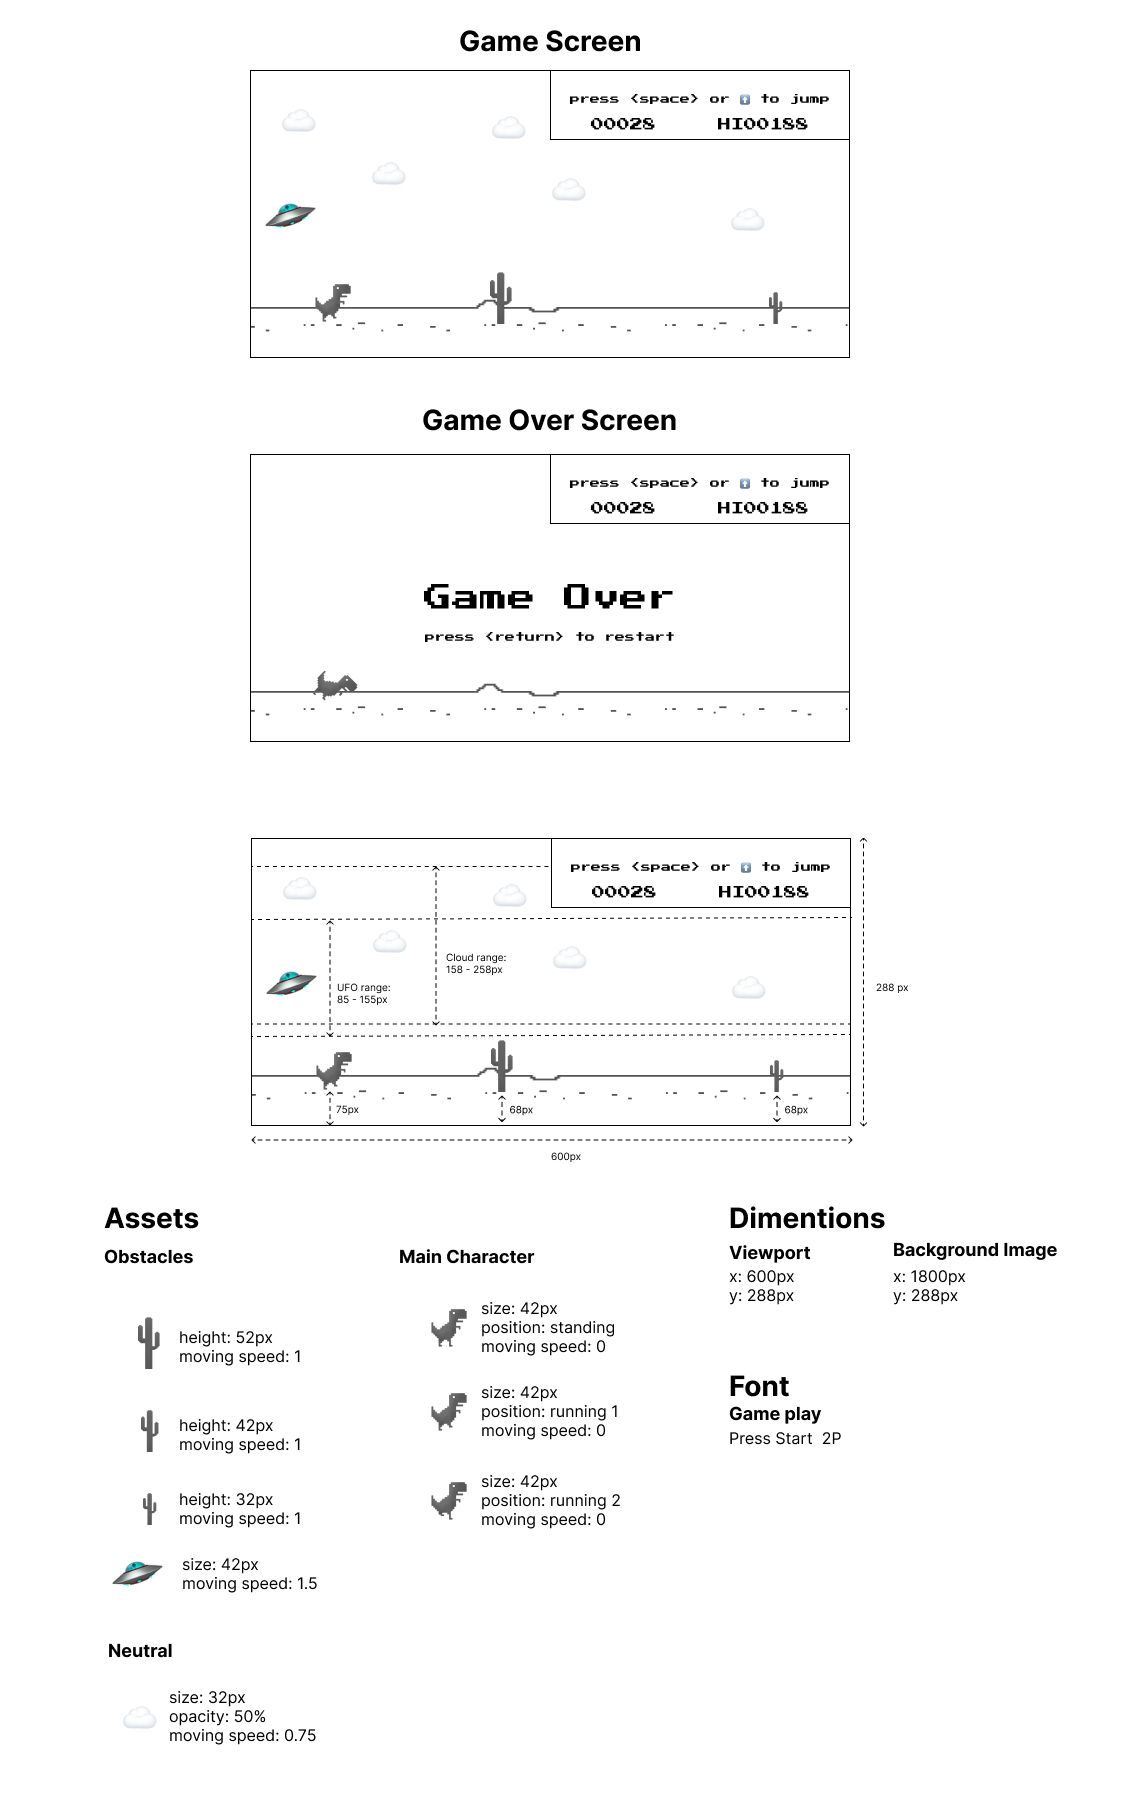 Game Screen
press <space> or ⬆ to jump
00028 HI00188
Game Over Screen
press <space> or ⬆ to jump
00028 HI00188
Game Over
press <return> to restart
press <space> or ⬆ to jump
00028 HI00188
Cloud range:
158 - 258px
UFO range:
85 - 155px
288 px
75px
68px
68px
600px
Assets
Obstacles
height: 52px
moving speed: 1
height: 42px
moving speed: 1
height: 32px
moving speed: 1
size: 42px
moving speed: 1.5
Neutral
size: 32px
opacity: 50%
moving speed: 0.75
Main Character
size: 42px
position: standing
moving speed: 0
size: 42px
position: running 1
moving speed: 0
size: 42px
position: running 2
moving speed: 0
Dimentions
Viewport
x: 600px
y: 288px
Background Image
x: 1800px
y: 288px
Font
Game play
Press Start 2P